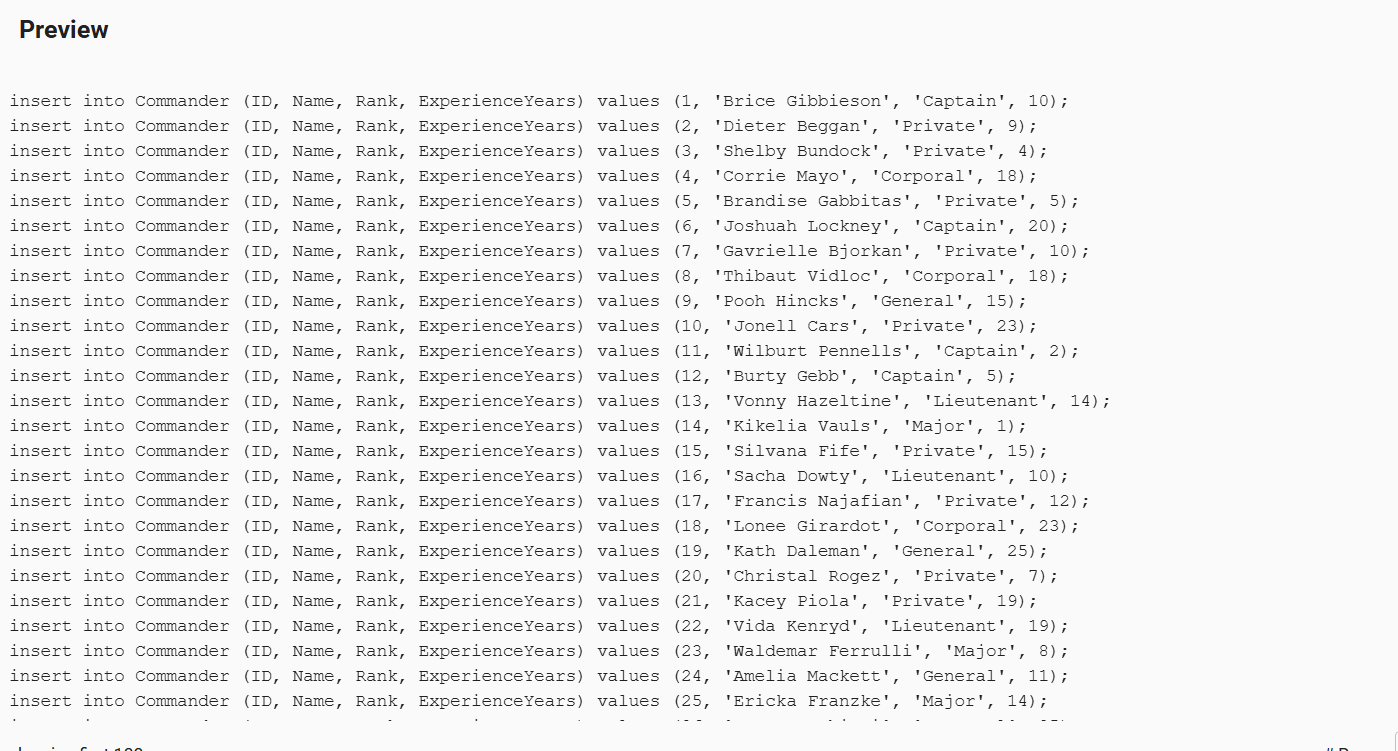 Preview
insert into Commander (ID, Name, Rank, ExperienceYears) values (1, 'Brice Gibbieson', 'Captain', 10);
insert into Commander (ID, Name, Rank, ExperienceYears) values (2, 'Dieter Beggan', 'Private', 9);
insert into Commander (ID, Name, Rank, ExperienceYears) values (3, 'Shelby Bundock', 'Private', 4);
insert into Commander (ID, Name, Rank, ExperienceYears) values (4, 'Corrie Mayo', 'Corporal', 18);
insert into Commander (ID, Name, Rank, ExperienceYears) values (5, 'Brandise Gabbitas', 'Private', 5);
insert into Commander (ID, Name, Rank, ExperienceYears) values (6, 'Joshuah Lockney', 'Captain', 20);
insert into Commander (ID, Name, Rank, ExperienceYears) values (7, 'Gavrielle Bjorkan', 'Private', 10);
insert into Commander (ID, Name, Rank, ExperienceYears) values (8, 'Thibaut Vidloc', 'Corporal', 18);
insert into Commander (ID, Name, Rank, ExperienceYears) values (9, 'Pooh Hincks', 'General', 15);
insert into Commander (ID, Name, Rank, ExperienceYears) values (10, 'Jonell Cars', 'Private', 23);
insert into Commander (ID, Name, Rank, ExperienceYears) values (11, 'Wilburt Pennells', 'Captain', 2);
insert into Commander (ID, Name, Rank, ExperienceYears) values (12, 'Burty Gebb', 'Captain', 5);
insert into Commander (ID, Name, Rank, ExperienceYears) values (13, 'Vonny Hazeltine', 'Lieutenant', 14);
insert into Commander (ID, Name, Rank, ExperienceYears) values (14, 'Kikelia Vauls', 'Major', 1);
insert into Commander (ID, Name, Rank, ExperienceYears) values (15, 'Silvana Fife', 'Private', 15);
insert into Commander (ID, Name, Rank, ExperienceYears) values (16, 'Sacha Dowty', 'Lieutenant', 10);
insert into Commander (ID, Name, Rank, ExperienceYears) values (17, 'Francis Najafian', 'Private', 12);
insert into Commander (ID, Name, Rank, ExperienceYears) values (18, 'Lonee Girardot', 'Corporal', 23);
insert into Commander (ID, Name, Rank, ExperienceYears) values (19, 'Kath Daleman', 'General', 25);
insert into Commander (ID, Name, Rank, ExperienceYears) values (20, 'Christal Rogez', 'Private', 7);
insert into Commander (ID, Name, Rank, ExperienceYears) values (21, 'Kacey Piola', 'Private', 19);
insert into Commander (ID, Name, Rank, ExperienceYears) values (22, 'Vida Kenryd', 'Lieutenant', 19);
insert into Commander (ID, Name, Rank, ExperienceYears) values (23, 'Waldemar Ferrulli', 'Major', 8);
insert into Commander (ID, Name, Rank, ExperienceYears) values (24, 'Amelia Mackett', 'General', 11);
insert into Commander (ID, Name, Rank, ExperienceYears) values (25, 'Ericka Franzke', 'Major', 14);